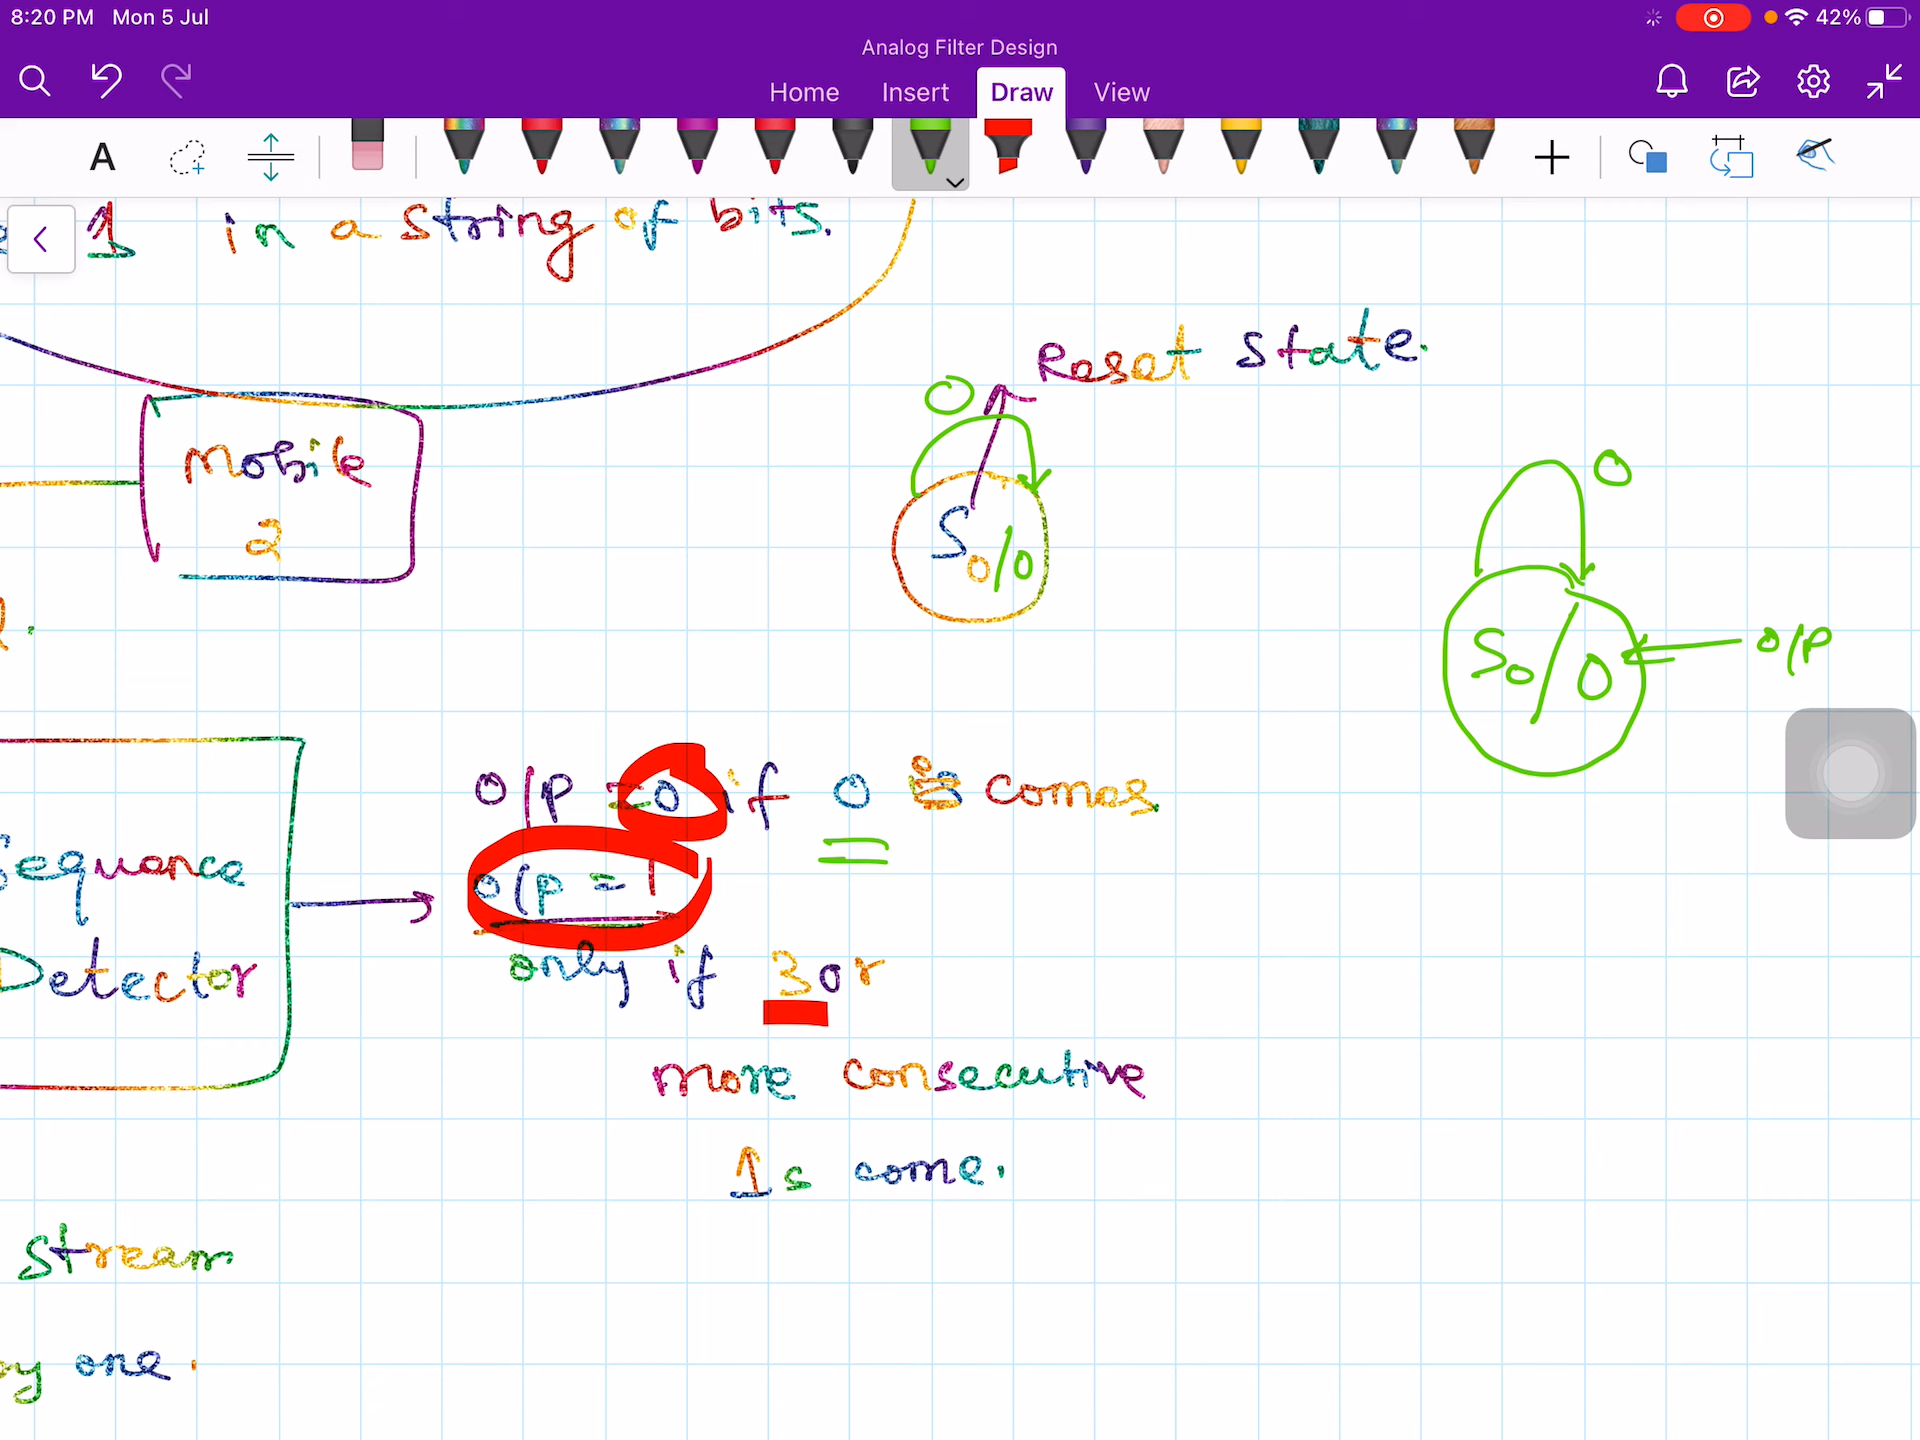 8:20 PM Mon 5 Jul
42%
Analog Filter Design
Home Insert Draw View
A
1 in a string of bits.
Reset State.
0
0
Mobile
2
S0/0
S0/0
o/p
o/p = 0 if 0 is comes.
Sequance
Detector
o/p = 1
only if 3 or
more consecutive
1s come.
stream
one.